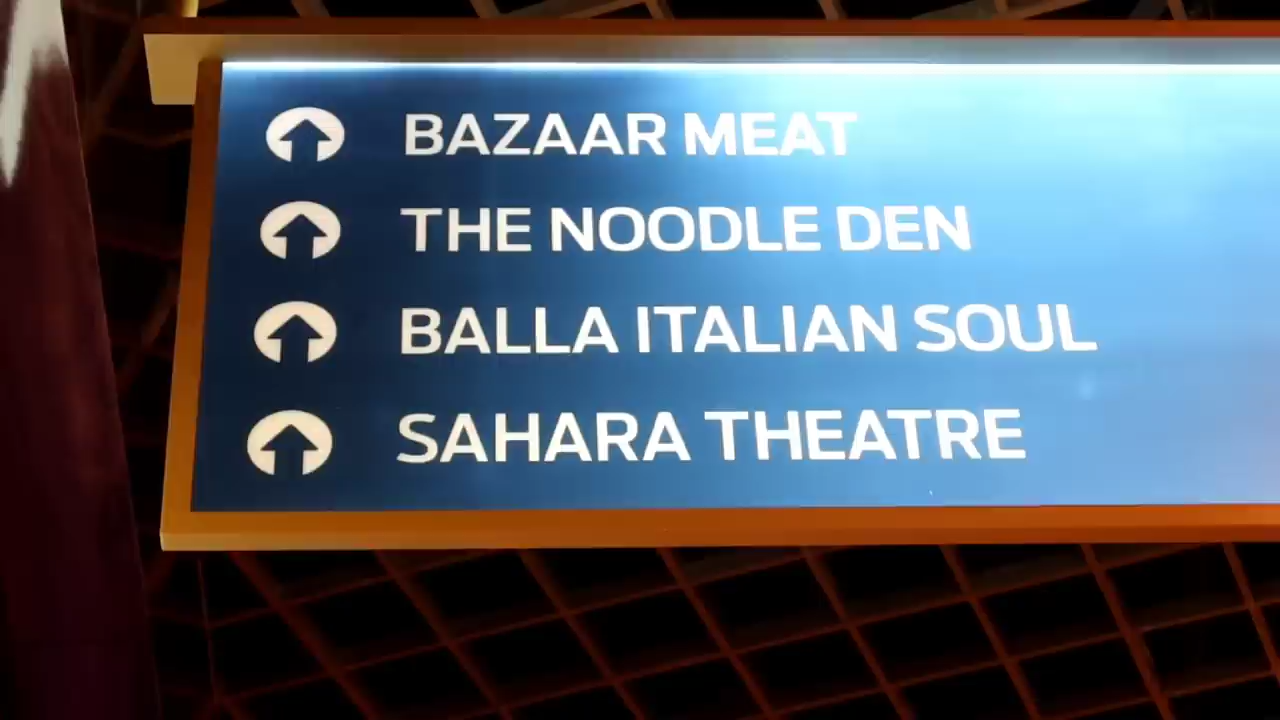 BAZAAR MEAT
THE NOODLE DEN
BALLA ITALIAN SOUL
SAHARA THEATRE